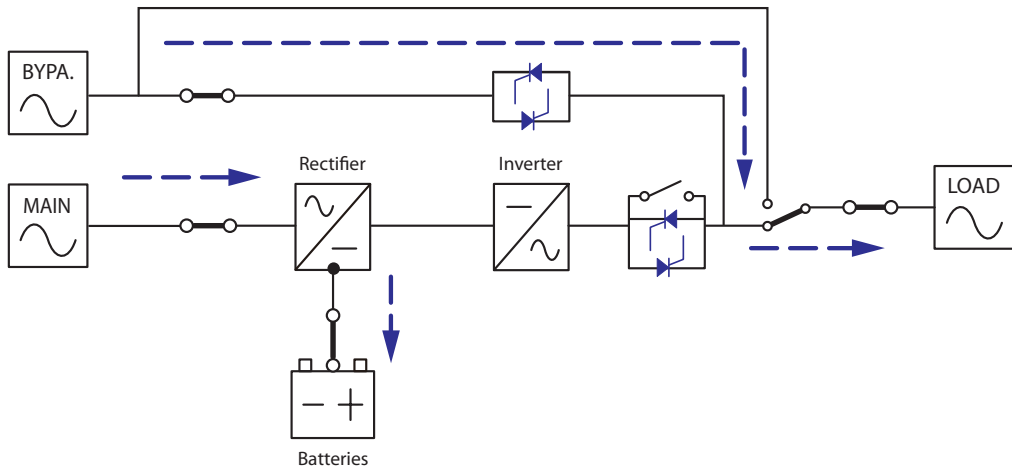 BYPA.
Rectifier
Inverter
MAIN
LOAD
Batteries